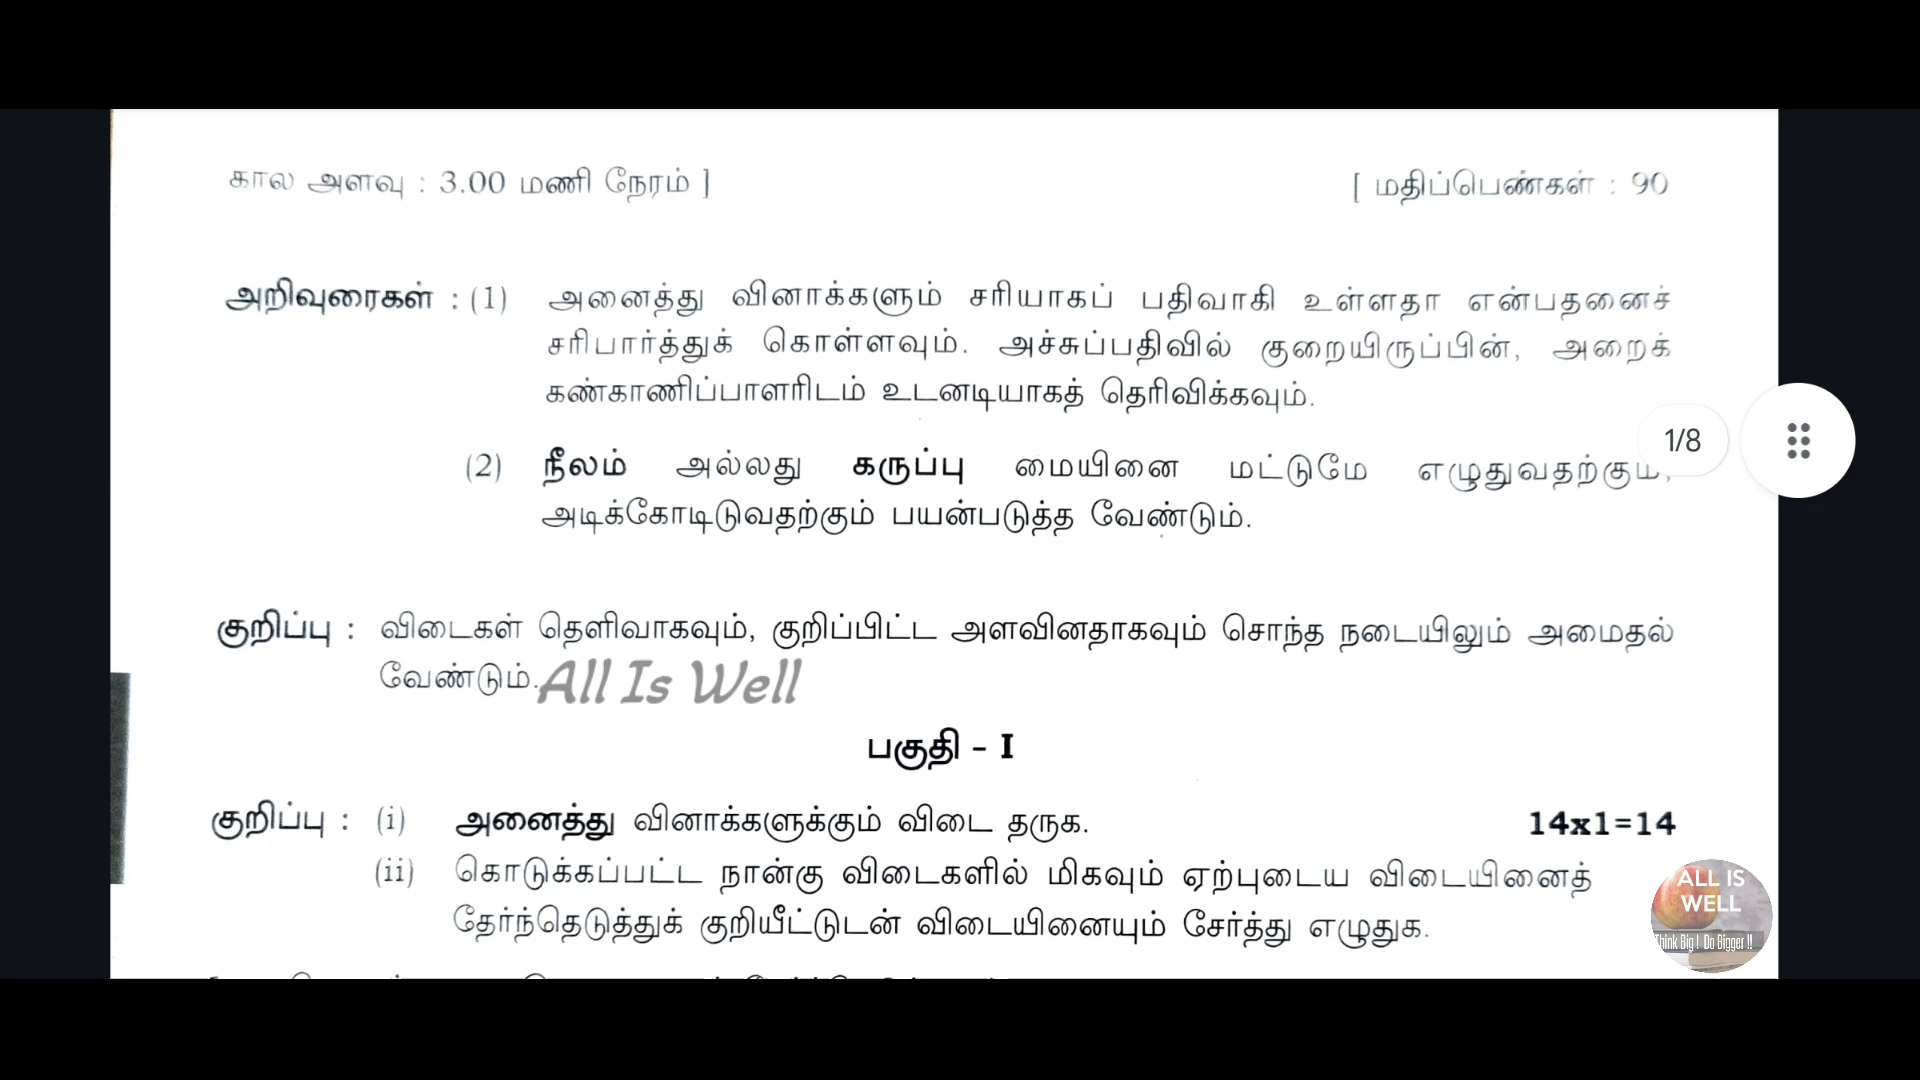 கால அளவு : 3.00 மணி நேரம் ] [ மதிப்பெண்கள் : 90
அறிவுரைகள் : (1) அனைத்து வினாக்களும் சரியாகப் பதிவாகி உள்ளதா என்பதனைச்
சரிபார்த்துக் கொள்ளவும். அச்சுப்பதிவில் குறையிருப்பின், அறைக்
கண்காணிப்பாளரிடம் உடனடியாகத் தெரிவிக்கவும்.
1/8
(2) நீலம் அல்லது கருப்பு மையினை மட்டுமே எழுதுவதற்கும்,
அடிக்கோடிடுவதற்கும் பயன்படுத்த வேண்டும்.
குறிப்பு : விடைகள் தெளிவாகவும், குறிப்பிட்ட அளவினதாகவும் சொந்த நடையிலும் அமைதல்
வேண்டும். All Is Well
பகுதி - I
குறிப்பு : (i) அனைத்து வினாக்களுக்கும் விடை தருக. 14x1=14
(ii) கொடுக்கப்பட்ட நான்கு விடைகளில் மிகவும் ஏற்புடைய விடையினைத்
தேர்ந்தெடுத்துக் குறியீட்டுடன் விடையினையும் சேர்த்து எழுதுக.
ALL IS
WELL
Think Big ! Do Bigger !!